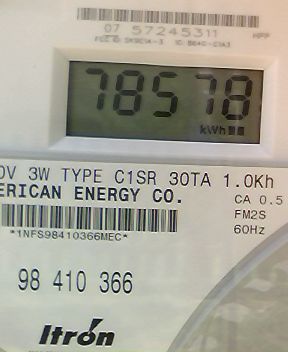 07 57245311
HPP
78578
kWh
0V 3W TYPE C1SR 30TA 1.0Kh
ERICAN ENERGY CO.
CA 0.5
FM2S
*1NFS98410366MEC*
60Hz
98 410 366
Itron